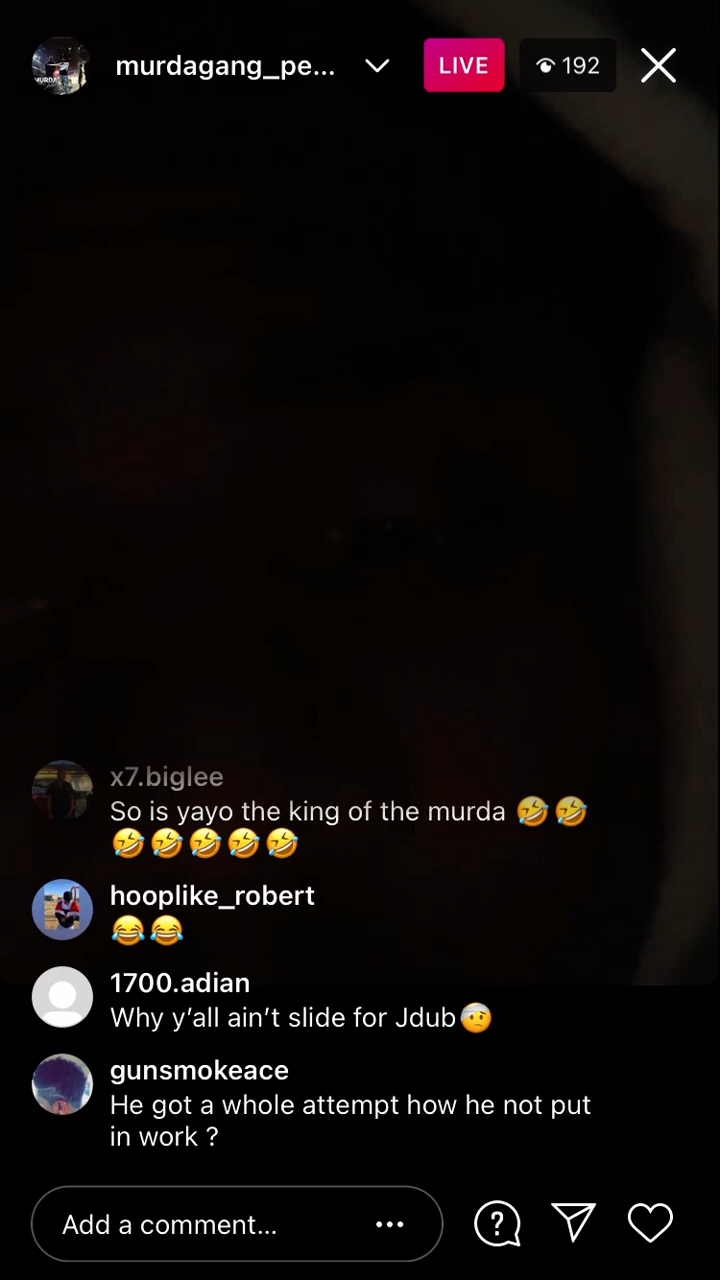 murdagang_pe...
LIVE
192
x7.biglee
So is yayo the king of the murda 🤣🤣
🤣🤣🤣🤣🤣
hooplike_robert
😂😂
1700.adian
Why y'all ain't slide for Jdub🤕
gunsmokeace
He got a whole attempt how he not put
in work ?
Add a comment...